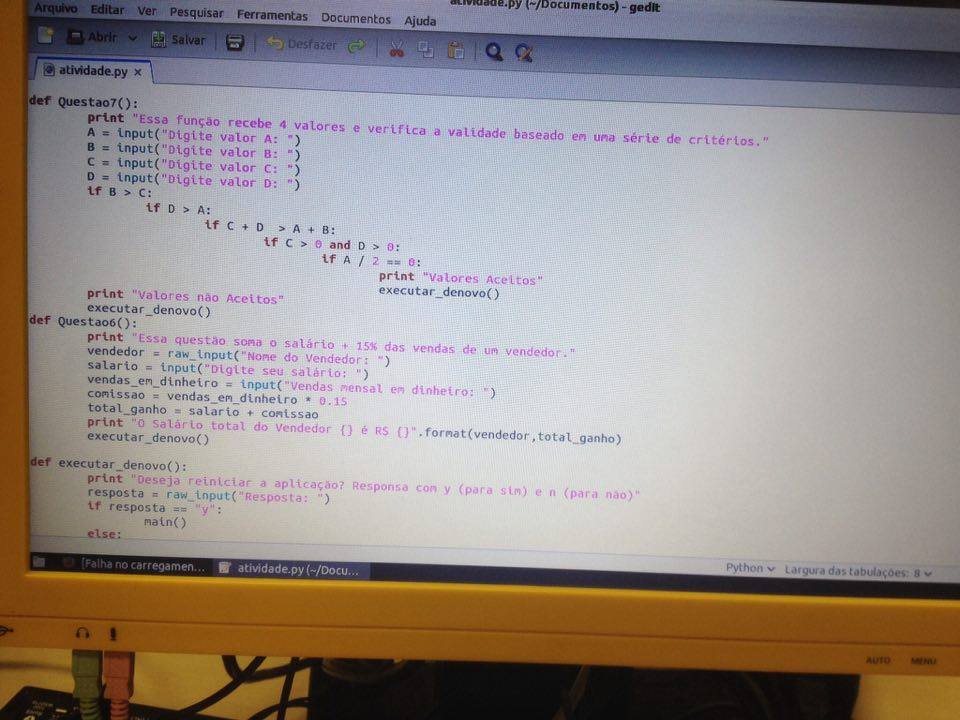 atividade.py (~/Documentos) - gedit
Arquivo Editar Ver Pesquisar Ferramentas Documentos Ajuda
Abrir Salvar Desfazer
atividade.py x
def Questao7():
print "Essa função recebe 4 valores e verifica a validade baseado em uma série de critérios."
A = input("Digite valor A: ")
B = input("Digite valor B: ")
C = input("Digite valor C: ")
D = input("Digite valor D: ")
if B > C:
if D > A:
if C + D  > A + B:
if C > 0 and D > 0:
if A / 2 == 0:
print "Valores Aceitos"
executar_denovo()
print "Valores não Aceitos"
executar_denovo()
def Questao6():
print "Essa questão soma o salário + 15% das vendas de um vendedor."
vendedor = raw_input("Nome do Vendedor: ")
salario = input("Digite seu salário: ")
vendas_em_dinheiro = input("Vendas mensal em dinheiro: ")
comissao = vendas_em_dinheiro * 0.15
total_ganho = salario + comissao
print "O Salário total do Vendedor {} é R$ {}".format(vendedor,total_ganho)
executar_denovo()
def executar_denovo():
print "Deseja reiniciar a aplicação? Responsa com y (para sim) e n (para não)"
resposta = raw_input("Resposta: ")
if resposta == "y":
main()
else:
Python Largura das tabulações: 8
[Falha no carregamen... atividade.py (~/Docu...
AUTO MENU